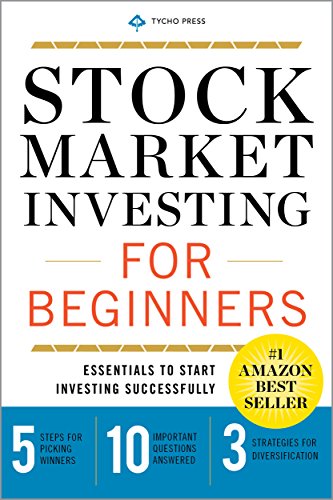 TYCHO PRESS
STOCK
MARKET
INVESTING
FOR
BEGINNERS
ESSENTIALS TO START
INVESTING SUCCESSFULLY
#1
AMAZON
BEST
SELLER
5 STEPS FOR
PICKING
WINNERS
10 IMPORTANT
QUESTIONS
ANSWERED
3 STRATEGIES FOR
DIVERSIFICATION